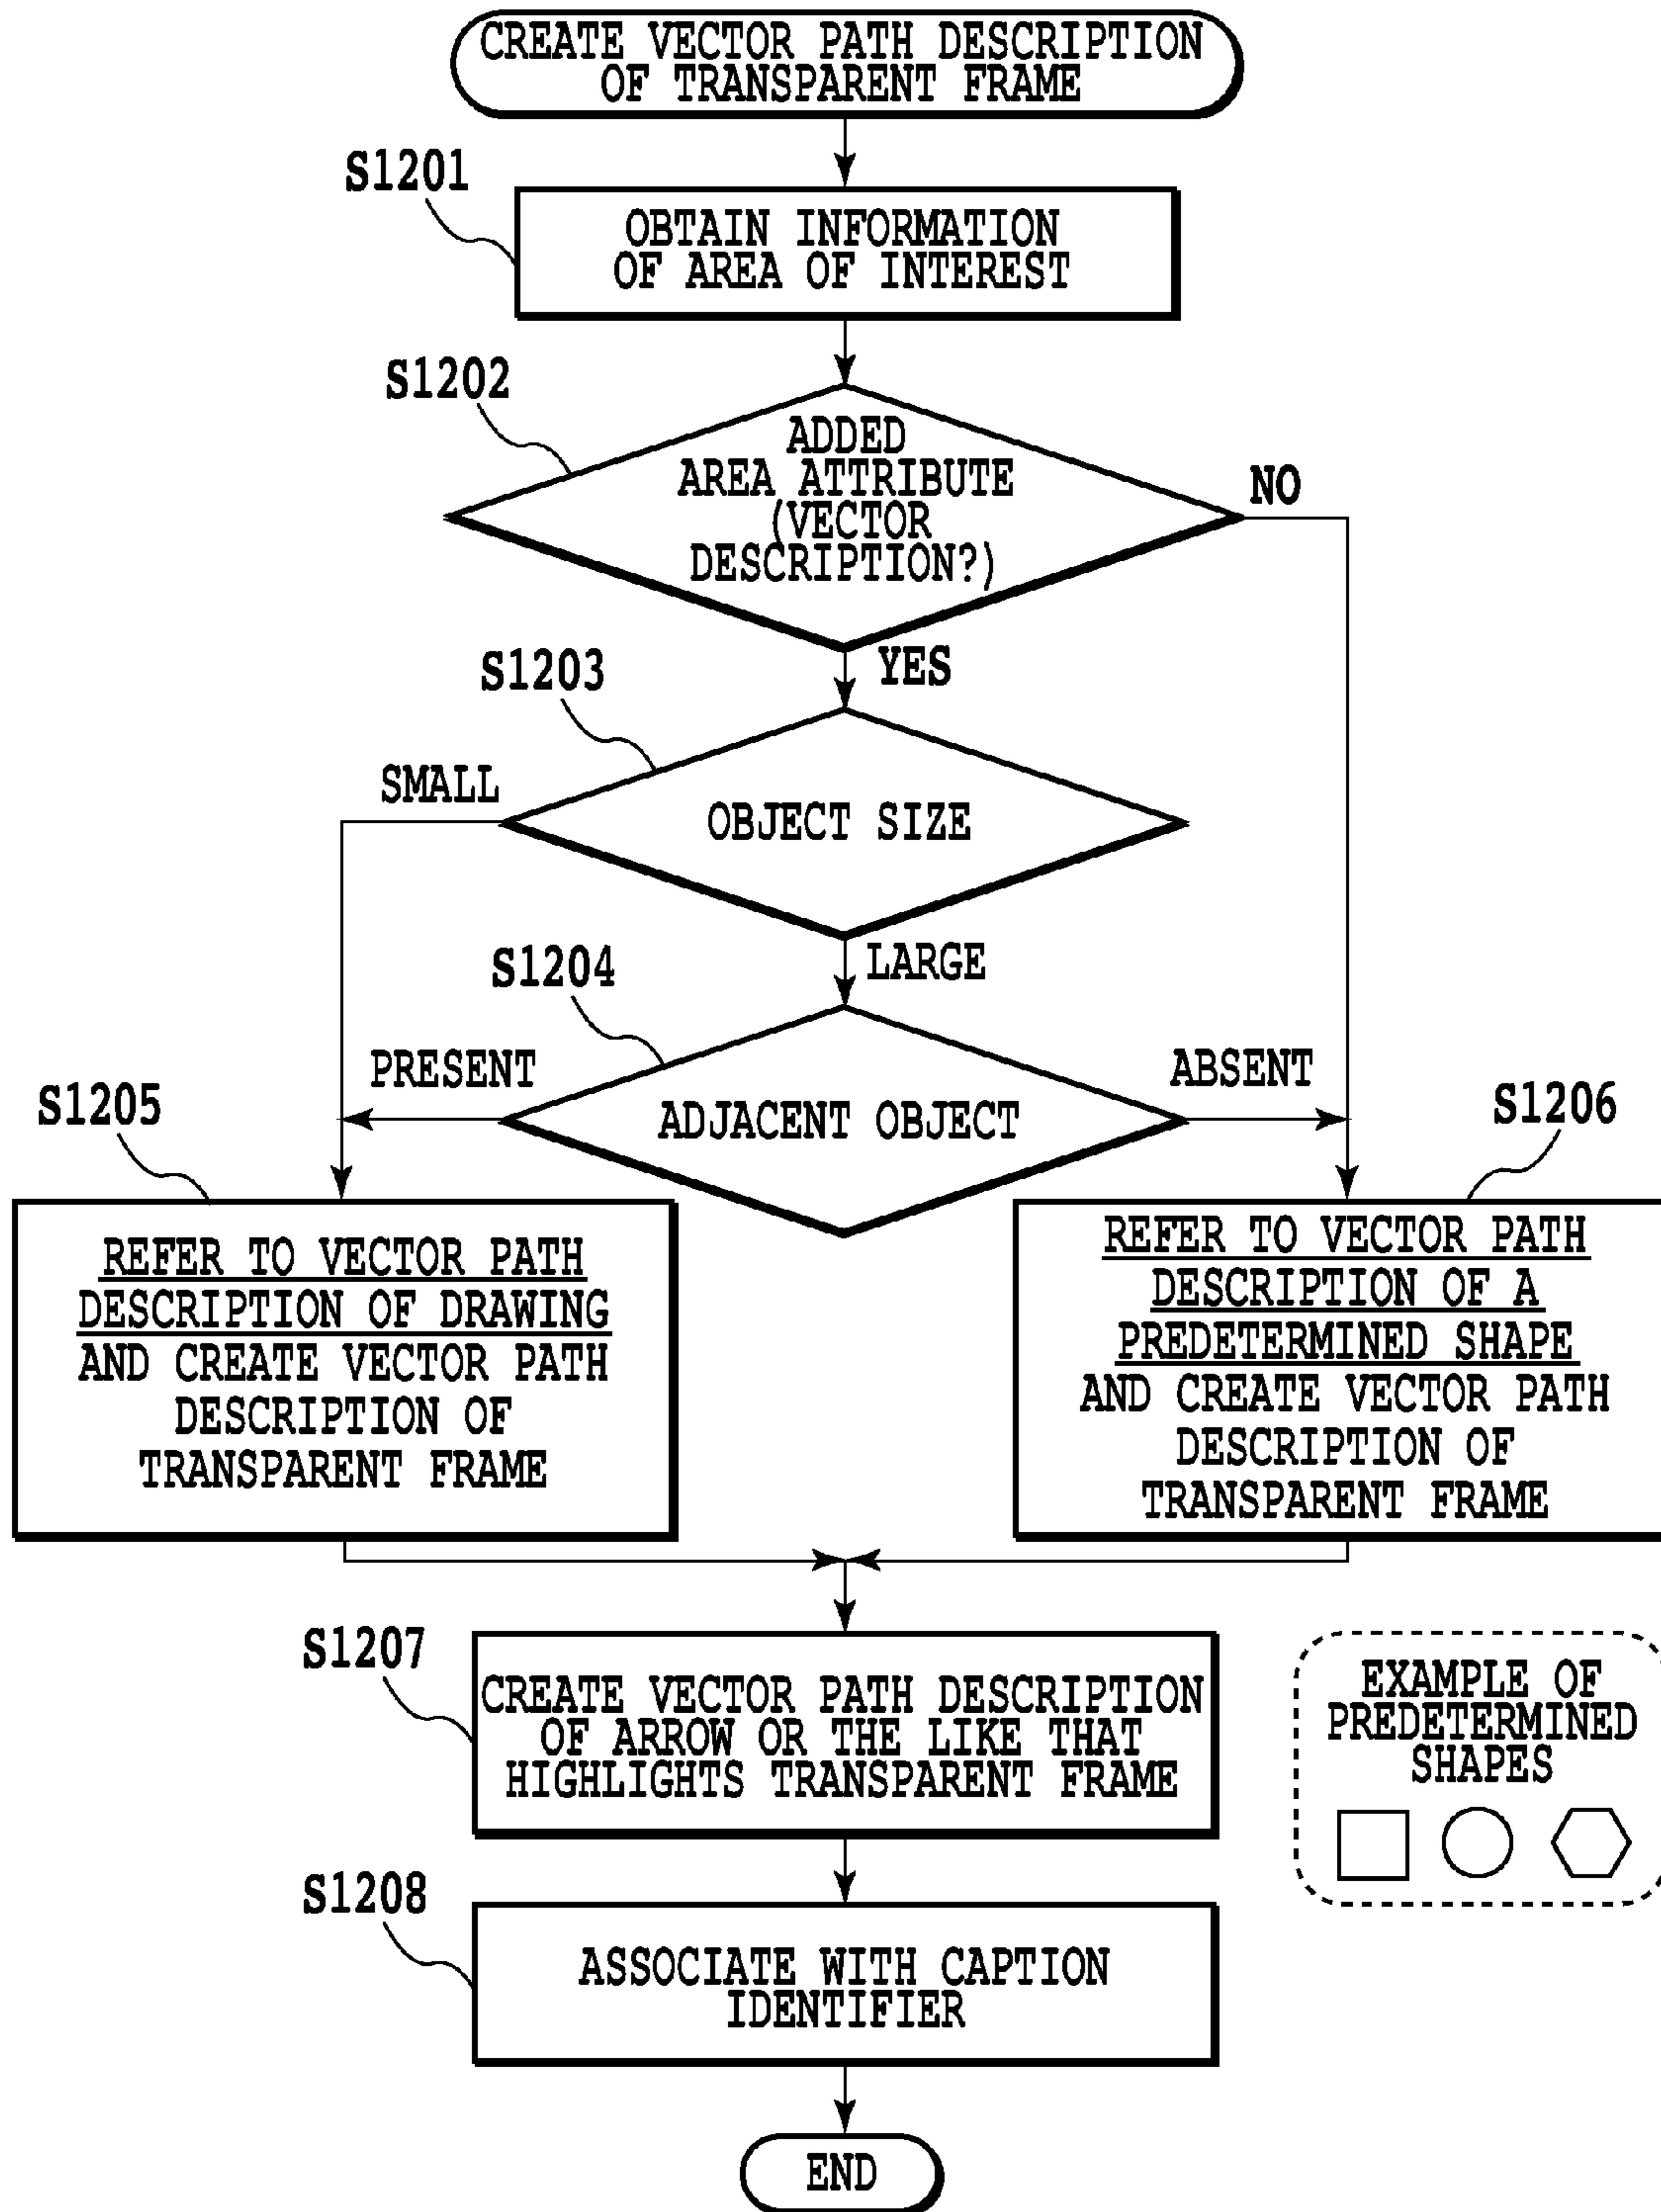 CREATE VECTOR PATH DESCRIPTION
OF TRANSPARENT FRAME
S1201
OBTAIN INFORMATION
OF AREA OF INTEREST
S1202
ADDED
AREA ATTRIBUTE
(VECTOR
DESCRIPTION?)
NO
YES
S1203
SMALL
OBJECT SIZE
LARGE
S1204
PRESENT
ABSENT
ADJACENT OBJECT
S1205
REFER TO VECTOR PATH
DESCRIPTION OF DRAWING
AND CREATE VECTOR PATH
DESCRIPTION OF
TRANSPARENT FRAME
S1206
REFER TO VECTOR PATH
DESCRIPTION OF A
PREDETERMINED SHAPE
AND CREATE VECTOR PATH
DESCRIPTION OF
TRANSPARENT FRAME
S1207
CREATE VECTOR PATH DESCRIPTION
OF ARROW OR THE LIKE THAT
HIGHLIGHTS TRANSPARENT FRAME
EXAMPLE OF
PREDETERMINED
SHAPES
S1208
ASSOCIATE WITH CAPTION
IDENTIFIER
END